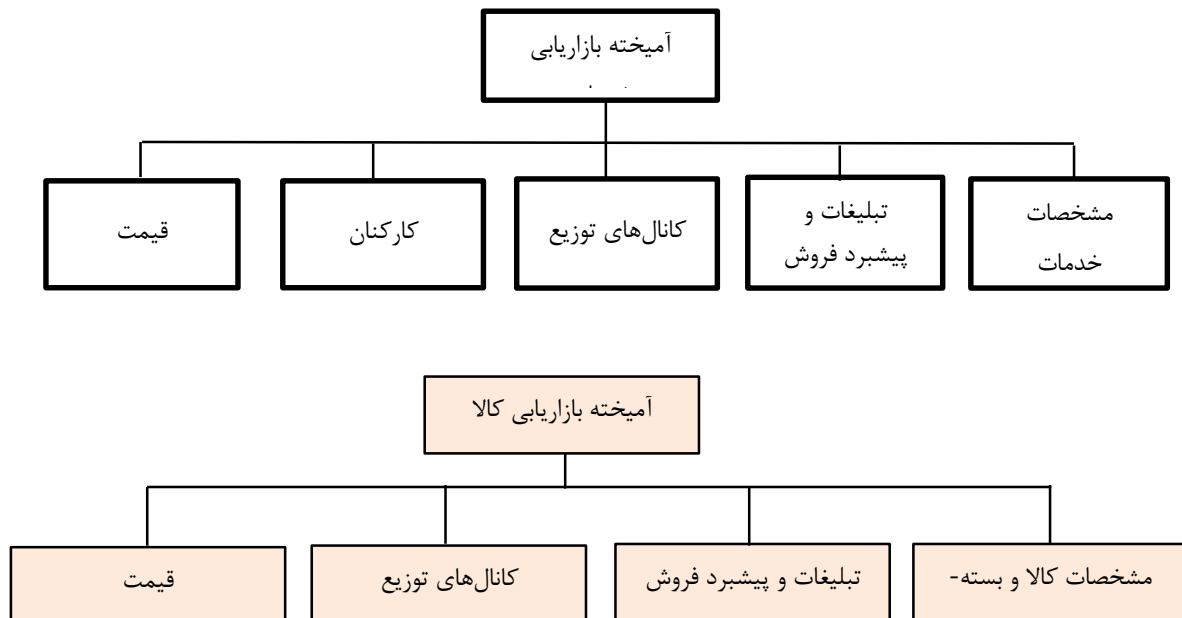 آمیخته بازاریابی
مشخصات
خدمات
تبلیغات و
پیشبرد فروش
کانال‌های توزیع
کارکنان
قیمت
آمیخته بازاریابی کالا
مشخصات کالا و بسته-
تبلیغات و پیشبرد فروش
کانال‌های توزیع
قیمت